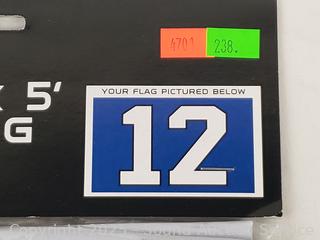 4701 238.
YOUR FLAG PICTURED BELOW
X 5'
G
12